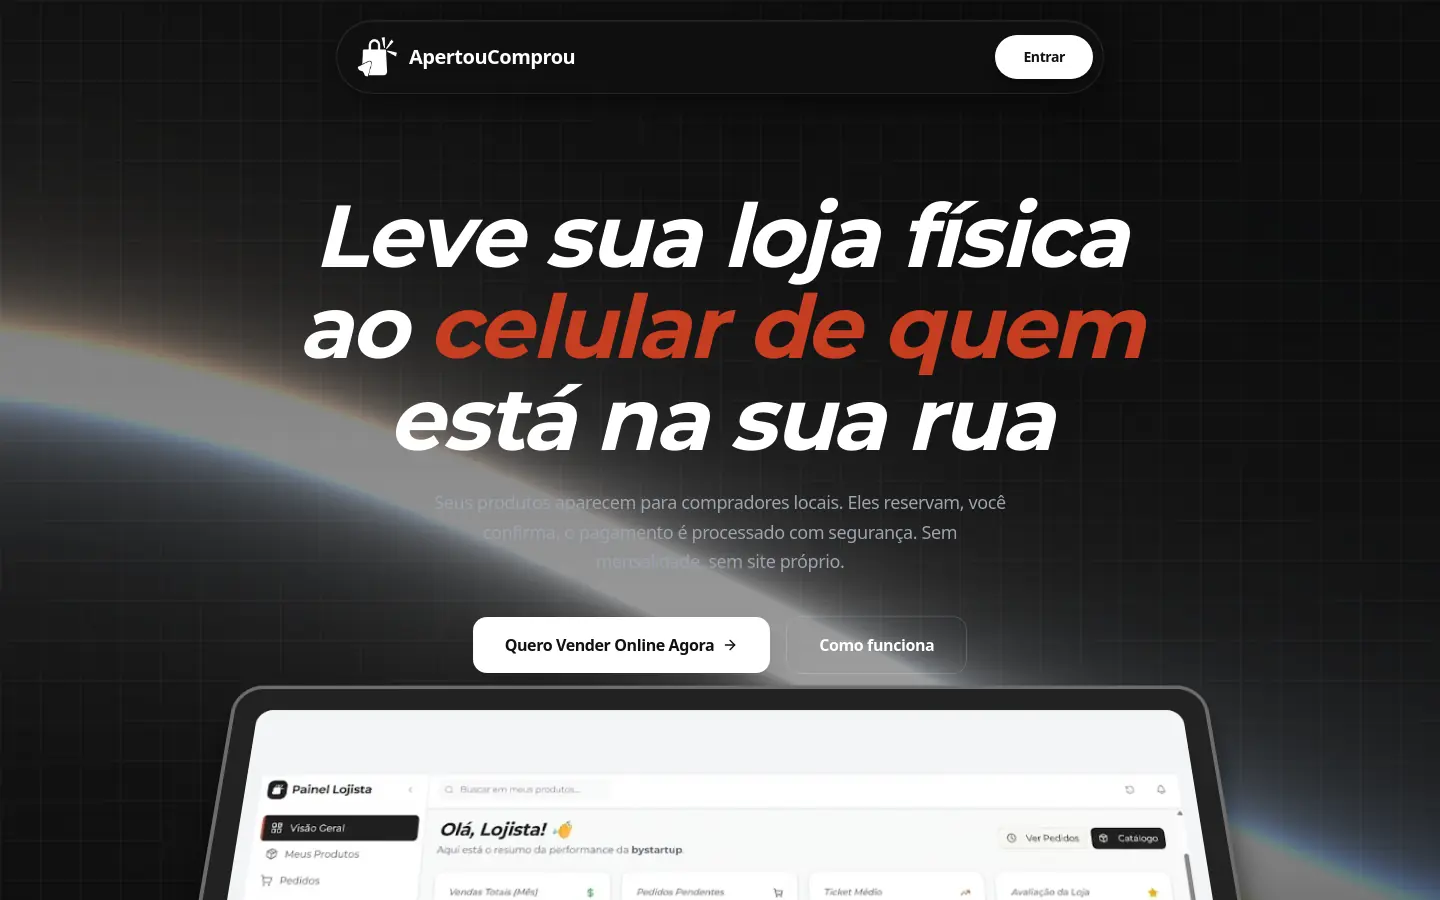 ApertouComprou
Entrar
Leve sua loja física
ao celular de quem
está na sua rua
Seus produtos aparecem para compradores locais. Eles reservam, você
confirma, o pagamento é processado com segurança. Sem
mensalidade, sem site próprio.
Quero Vender Online Agora →
Como funciona
Painel Lojista
Buscar em meus produtos...
Visão Geral
Olá, Lojista!
Ver Pedidos
Catálogo
Meus Produtos
Aqui está o resumo da performance da bystartup.
Pedidos
Vendas Totais (Mês)
$
Pedidos Pendentes
Ticket Médio
Avaliação da Loja